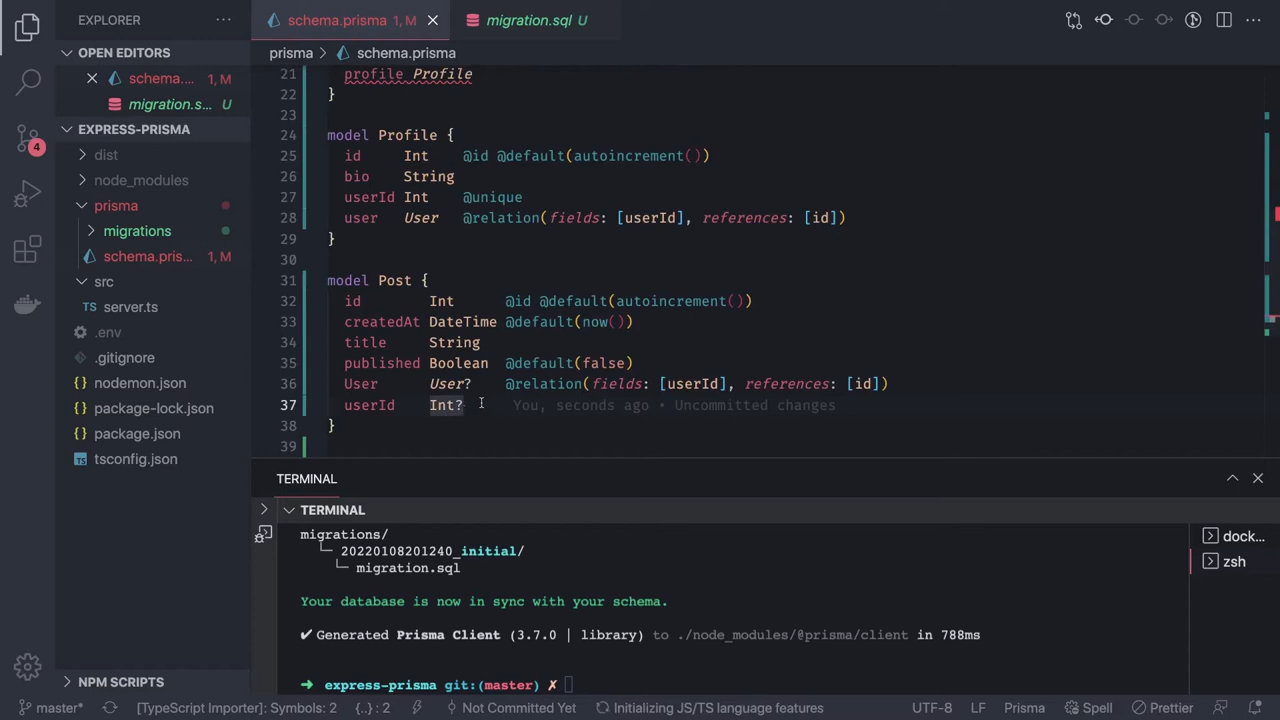 EXPLORER
OPEN EDITORS
schema.... 1, M
migration.s... U
EXPRESS-PRISMA
dist
node_modules
prisma
migrations
schema.pris... 1, M
src
TS server.ts
.env
.gitignore
{} nodemon.json
{} package-lock.json
{} package.json
tsconfig.json
NPM SCRIPTS
4
schema.prisma 1, M
migration.sql U
prisma > schema.prisma
21 profile Profile
22 }
23
24 model Profile {
25 id Int @id @default(autoincrement())
26 bio String
27 userId Int @unique
28 user User @relation(fields: [userId], references: [id])
29 }
30
31 model Post {
32 id Int @id @default(autoincrement())
33 createdAt DateTime @default(now())
34 title String
35 published Boolean @default(false)
36 User User? @relation(fields: [userId], references: [id])
37 userId Int? You, seconds ago • Uncommitted changes
38 }
39
TERMINAL
TERMINAL
migrations/
└─ 20220108201240_initial/
└─ migration.sql
Your database is now in sync with your schema.
✔ Generated Prisma Client (3.7.0 | library) to ./node_modules/@prisma/client in 788ms
➜ express-prisma git:(master) ✗
dock...
zsh
master* [TypeScript Importer]: Symbols: 2 {..}: 2 Not Committed Yet Initializing JS/TS language features UTF-8 LF Prisma Spell Prettier